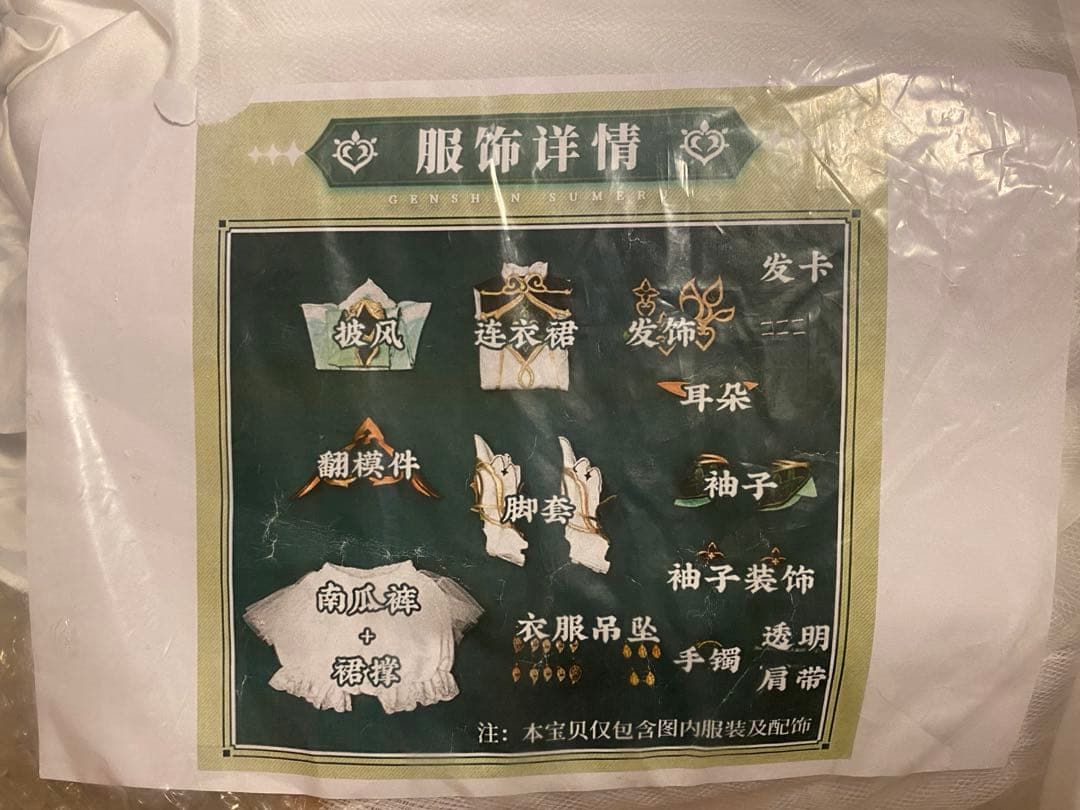 服饰详情
GENSHIN SUMER
发卡
披风
连衣裙
发饰
耳朵
翻模件
脚套
袖子
袖子装饰
南瓜裤
+
裙撑
衣服吊坠
手镯
透明
肩带
注：本宝贝仅包含图内服装及配饰